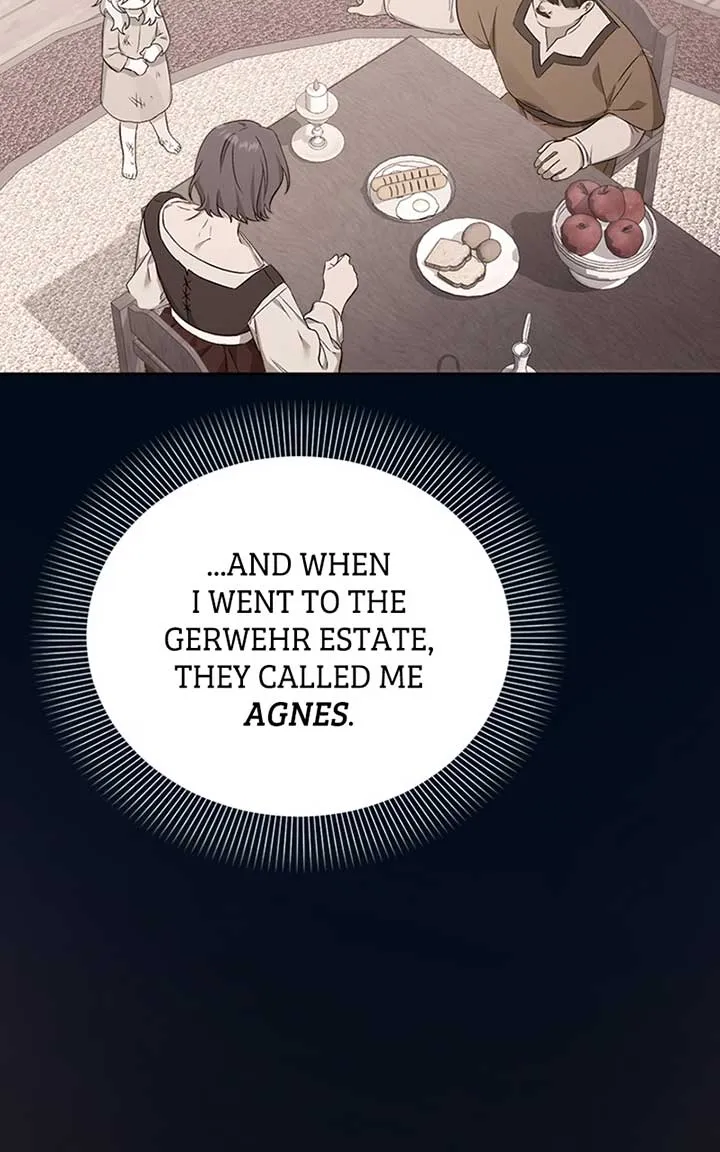 ...AND WHEN
I WENT TO THE
GERWEHR ESTATE,
THEY CALLED ME
AGNES.